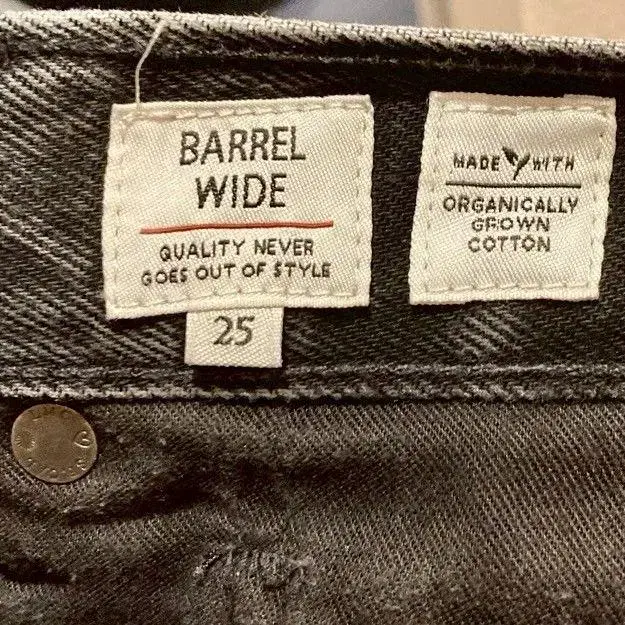 BARREL
WIDE
QUALITY NEVER
GOES OUT OF STYLE
25
MADE WITH
ORGANICALLY
GROWN
COTTON